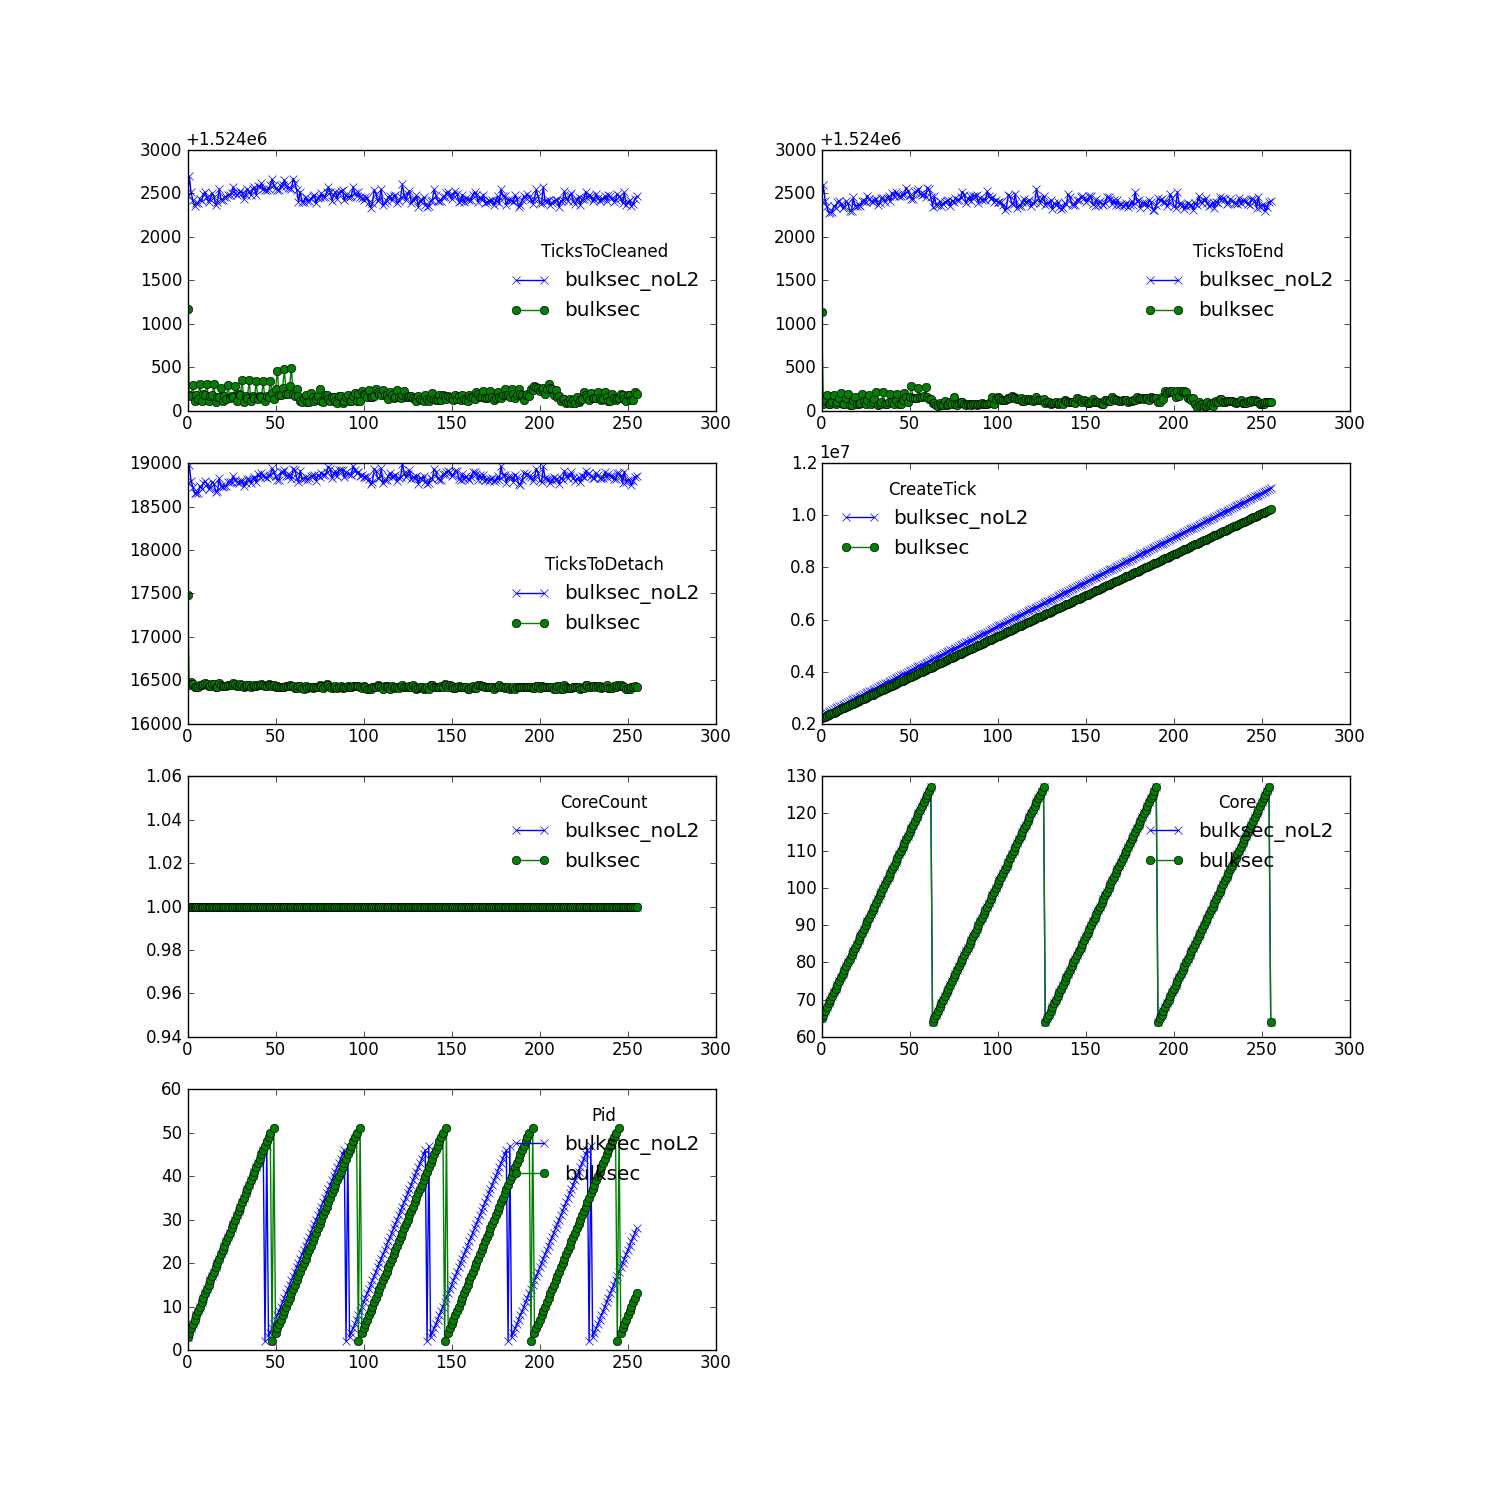 +1.524e6
3000
2500
2000
1500
1000
500
0
0 50 100 150 200 250 300
TicksToCleaned
bulksec_noL2
bulksec
+1.524e6
3000
2500
2000
1500
1000
500
0
0 50 100 150 200 250 300
TicksToEnd
bulksec_noL2
bulksec
19000
18500
18000
17500
17000
16500
16000
0 50 100 150 200 250 300
TicksToDetach
bulksec_noL2
bulksec
1e7
1.2
1.0
0.8
0.6
0.4
0.2
0 50 100 150 200 250 300
CreateTick
bulksec_noL2
bulksec
1.06
1.04
1.02
1.00
0.98
0.96
0.94
0 50 100 150 200 250 300
CoreCount
bulksec_noL2
bulksec
130
120
110
100
90
80
70
60
0 50 100 150 200 250 300
Core
bulksec_noL2
bulksec
60
50
40
30
20
10
0
0 50 100 150 200 250 300
Pid
bulksec_noL2
bulksec